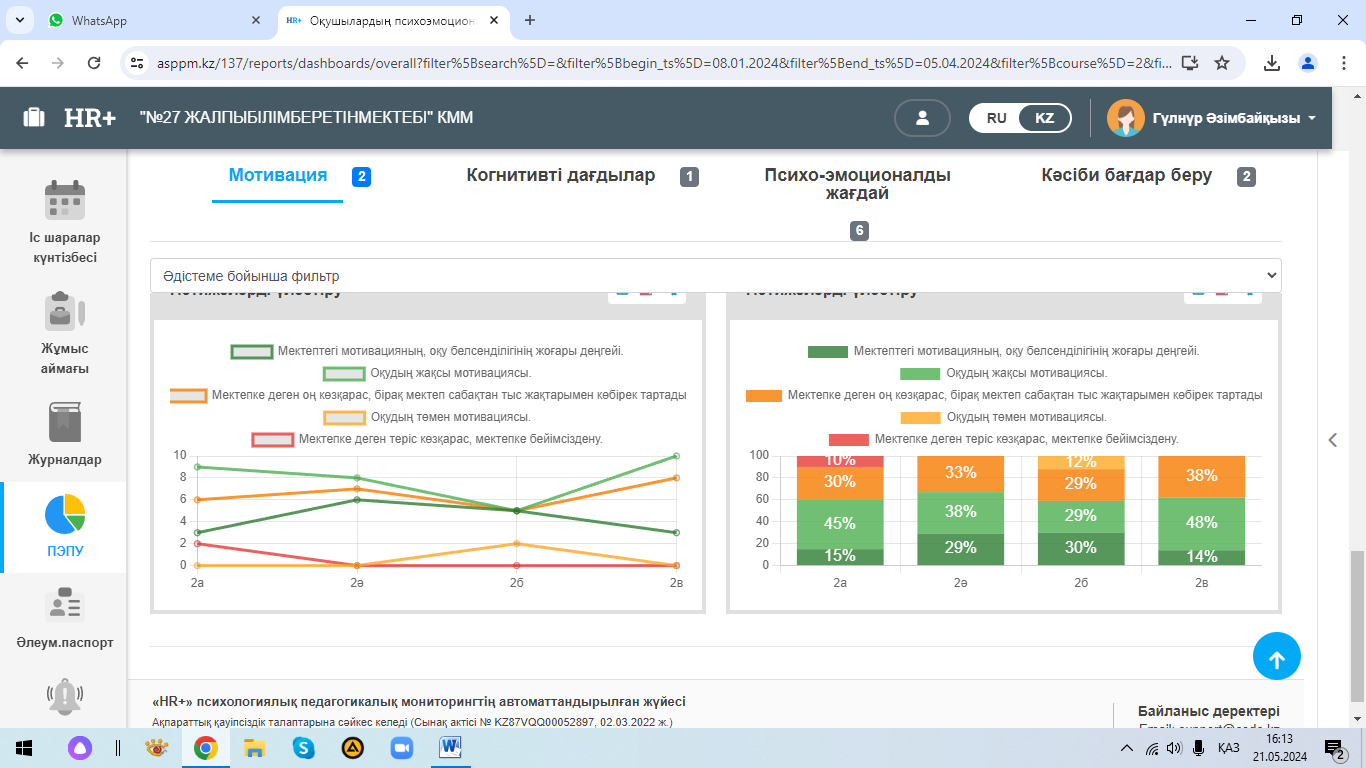 WhatsApp
Оқушылардың психоэмоцион
asppm.kz/137/reports/dashboards/overall?filter%5Bsearch%5D=&filter%5Bbegin_ts%5D=08.01.2024&filter%5Bend_ts%5D=05.04.2024&filter%5Bcourse%5D=2&fi...
HR+
"№27 ЖАЛПЫБІЛІМБЕРЕТІНМЕКТЕБІ" КММ
RU KZ
Гүлнүр Әзімбайқызы
Іс шаралар
күнтізбесі
Жұмыс
аймағы
Журналдар
ПЭПУ
Әлеум.паспорт
Мотивация 2
Когнитивті дағдылар 1
Психо-эмоционалды
жағдай
6
Кәсіби бағдар беру 2
Әдістеме бойынша фильтр
Мектептегі мотивацияның, оқу белсенділігінің жоғары деңгейі.
Оқудың жақсы мотивациясы.
Мектепке деген оң көзқарас, бірақ мектеп сабақтан тыс жақтарымен көбірек тартады
Оқудың төмен мотивациясы.
Мектепке деген теріс көзқарас, мектепке бейімсіздену.
10
8
6
4
2
0
2а 2ә 2б 2в
Мектептегі мотивацияның, оқу белсенділігінің жоғары деңгейі.
Оқудың жақсы мотивациясы.
Мектепке деген оң көзқарас, бірақ мектеп сабақтан тыс жақтарымен көбірек тартады
Оқудың төмен мотивациясы.
Мектепке деген теріс көзқарас, мектепке бейімсіздену.
100
80
60
40
20
0
10% 30% 45% 15%
33% 38% 29%
12% 29% 29% 30%
38% 48% 14%
2а 2ә 2б 2в
«HR+» психологиялық педагогикалық мониторингтің автоматтандырылған жүйесі
Ақпараттық қауіпсіздік талаптарына сәйкес келеді (Сынақ актісі № KZ87VQQ00052897, 02.03.2022 ж.)
Байланыс деректері
ҚАЗ
16:13
21.05.2024
2